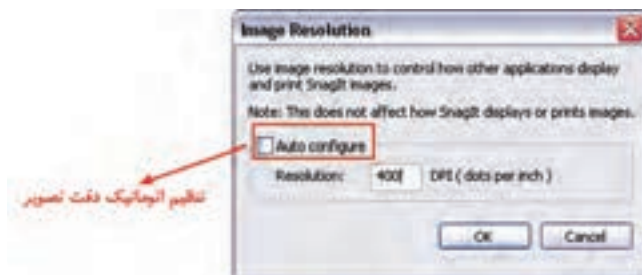 Image Resolution
Use image resolution to control how other applications display
and print SnagIt images.
Note: This does not affect how SnagIt displays or prints images.
Auto configure
Resolution: 400 DPI ( dots per inch )
تنظیم اتوماتیک دقت تصویر
OK Cancel